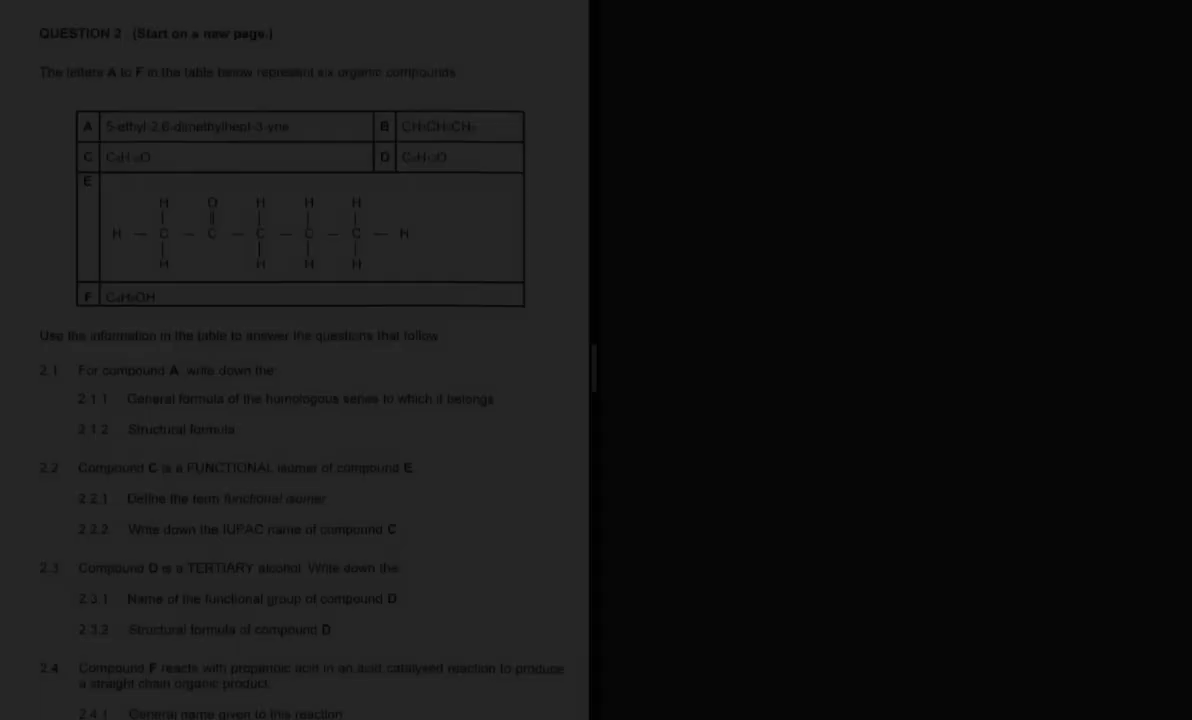 QUESTION 2 (Start on a new page.)
The letters A to F in the table below represent six organic compounds.
A 5-ethyl-2,6-dimethylhept-3-yne B CH₃CH₂CH₃
C C₅H₁₀O D
E
H O H H H
H — C — C — C — C — C — H
H H H H
F C₄H₉OH
Use the information in the table to answer the questions that follow.
2.1 For compound A, write down the:
2.1.1 General formula of the homologous series to which it belongs
2.1.2 Structural formula
2.2 Compound C is a FUNCTIONAL isomer of compound E.
2.2.1 Define the term functional isomer.
2.2.2 Write down the IUPAC name of compound C.
2.3 Compound D is a TERTIARY alcohol. Write down the:
2.3.1 Name of the functional group of compound D
2.3.2 Structural formula of compound D
2.4 Compound F reacts with propanoic acid in an acid catalysed reaction to produce
a straight chain organic product.
2.4.1 General name given to this reaction